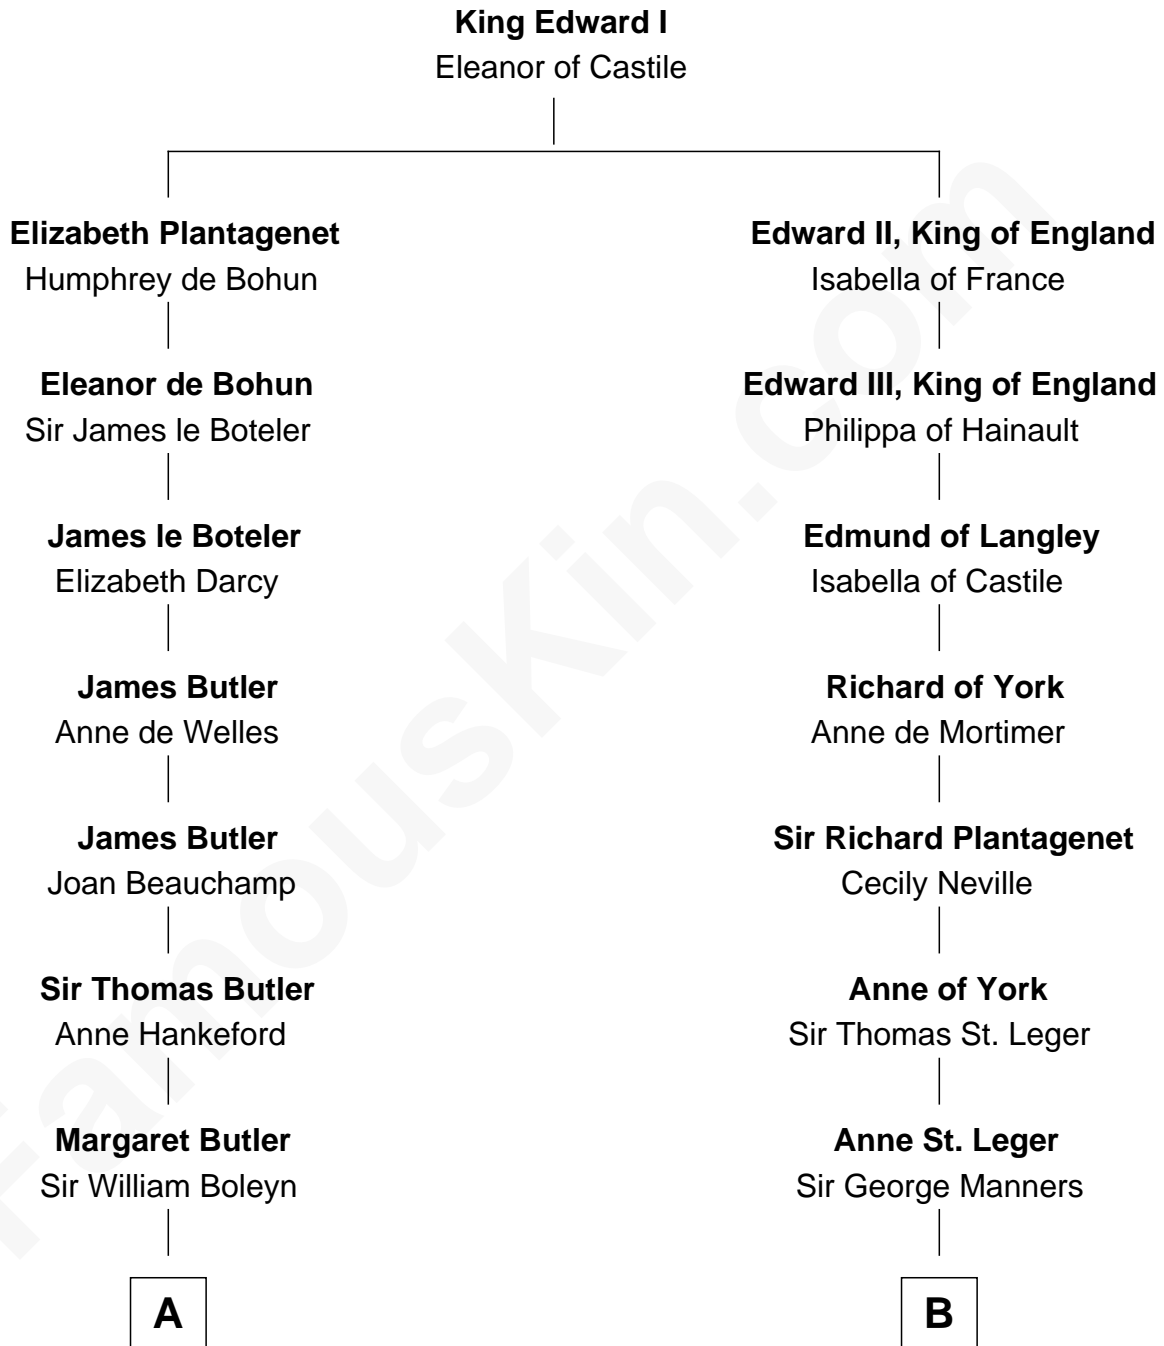 King Edward I
Eleanor of Castile
Elizabeth Plantagenet
Humphrey de Bohun
Edward II, King of England
Isabella of France
Eleanor de Bohun
Sir James le Boteler
Edward III, King of England
Philippa of Hainault
James le Boteler
Elizabeth Darcy
Edmund of Langley
Isabella of Castile
James Butler
Anne de Welles
Richard of York
Anne de Mortimer
James Butler
Joan Beauchamp
Sir Richard Plantagenet
Cecily Neville
Sir Thomas Butler
Anne Hankeford
Anne of York
Sir Thomas St. Leger
Margaret Butler
Sir William Boleyn
Anne St. Leger
Sir George Manners
A
B
FamousKin.com